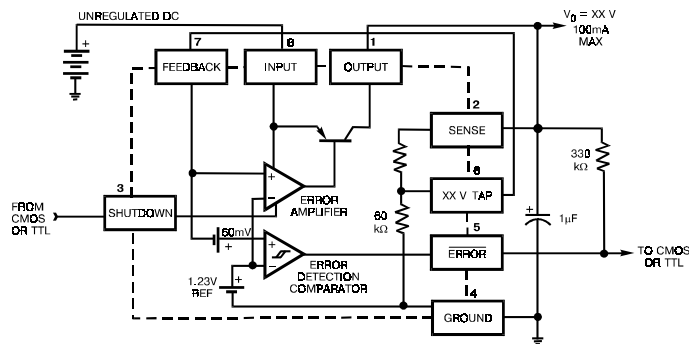 UNREGULATED DC
7
8
1
V₀ = XX V
100mA
MAX
FEEDBACK
INPUT
OUTPUT
+
2
SENSE
330
kΩ
3
SHUTDOWN
FROM
CMOS
OR TTL
+
−
ERROR
AMPLIFIER
6
XX V TAP
60
kΩ
5
ERROR
+
1µF
60mV
+
+
−
ERROR
DETECTION
COMPARATOR
TO CMOS
OR TTL
1.23V
REF
+
4
GROUND